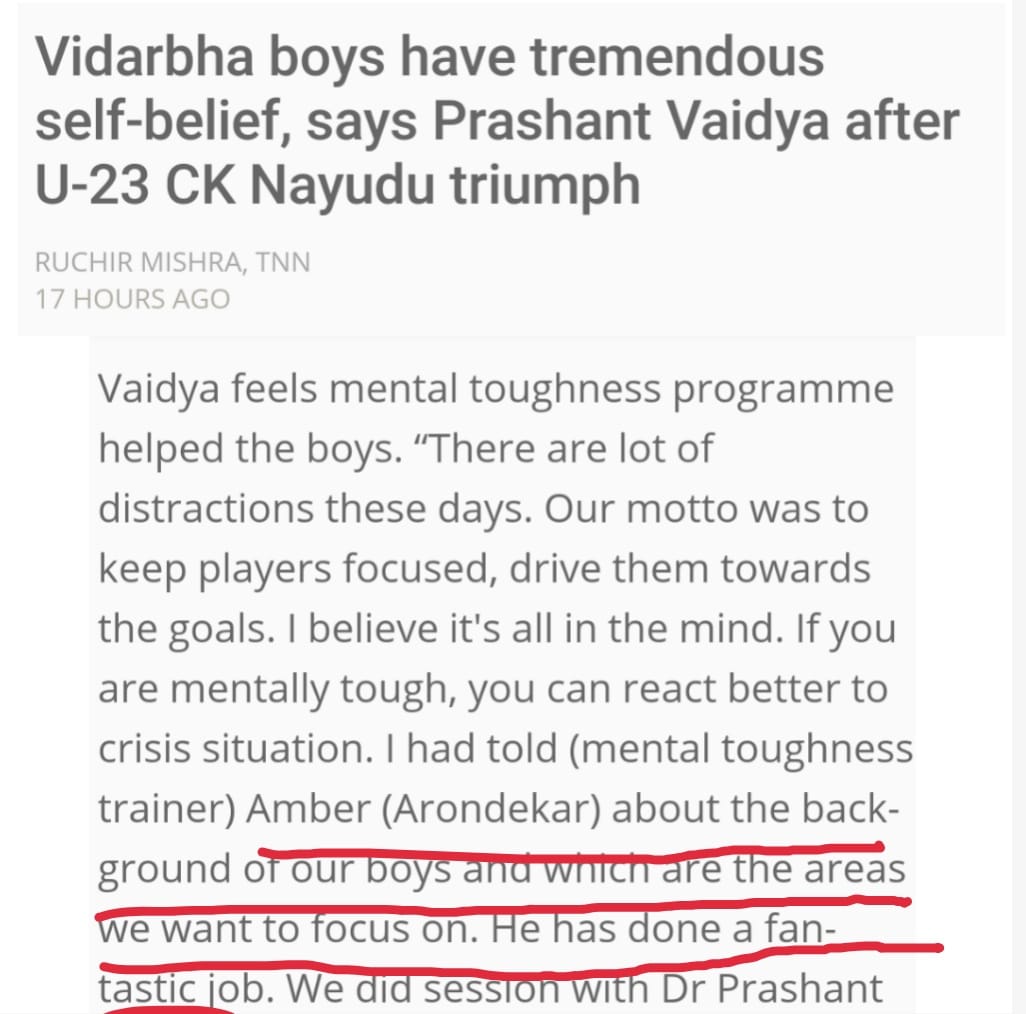 Vidarbha boys have tremendous
self-belief, says Prashant Vaidya after
U-23 CK Nayudu triumph
RUCHIR MISHRA, TNN
17 HOURS AGO
Vaidya feels mental toughness programme
helped the boys. “There are lot of
distractions these days. Our motto was to
keep players focused, drive them towards
the goals. I believe it's all in the mind. If you
are mentally tough, you can react better to
crisis situation. I had told (mental toughness
trainer) Amber (Arondekar) about the back-
ground of our boys and which are the areas
we want to focus on. He has done a fan-
tastic job. We did session with Dr Prashant